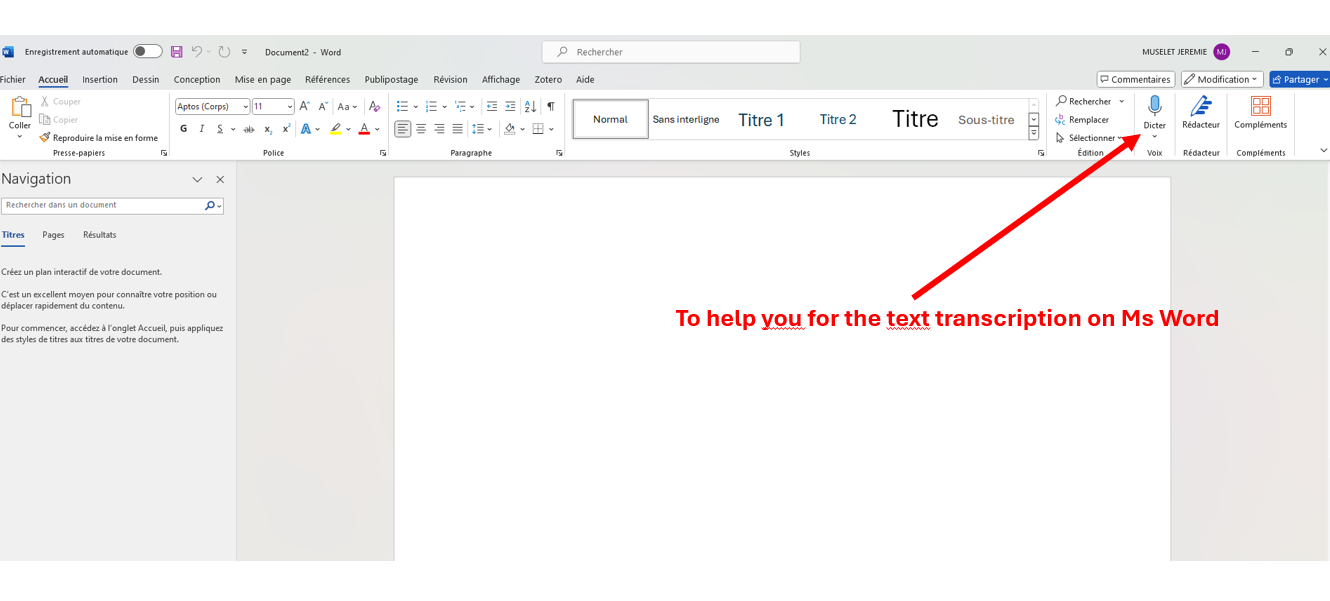 Enregistrement automatique Document2 - Word Rechercher MUSELET JEREMIE MJ
Fichier Accueil Insertion Dessin Conception Mise en page Références Publipostage Révision Affichage Zotero Aide Commentaires Modification Partager
Coller
Couper
Copier
Reproduire la mise en forme
Presse-papiers
Aptos (Corps) 11 Aa
G I S ab x₂ x² A A
Police
Paragraphe
Normal Sans interligne Titre 1 Titre 2 Titre Sous-titre
Styles
Rechercher
Remplacer
Sélectionner
Édition
Dicter
Voix
Rédacteur
Rédacteur
Compléments
Compléments
Navigation
Rechercher dans un document
Titres Pages Résultats
Créez un plan interactif de votre document.
C'est un excellent moyen pour connaître votre position ou
déplacer rapidement du contenu.
Pour commencer, accédez à l'onglet Accueil, puis appliquez
des styles de titres aux titres de votre document.
To help you for the text transcription on Ms Word